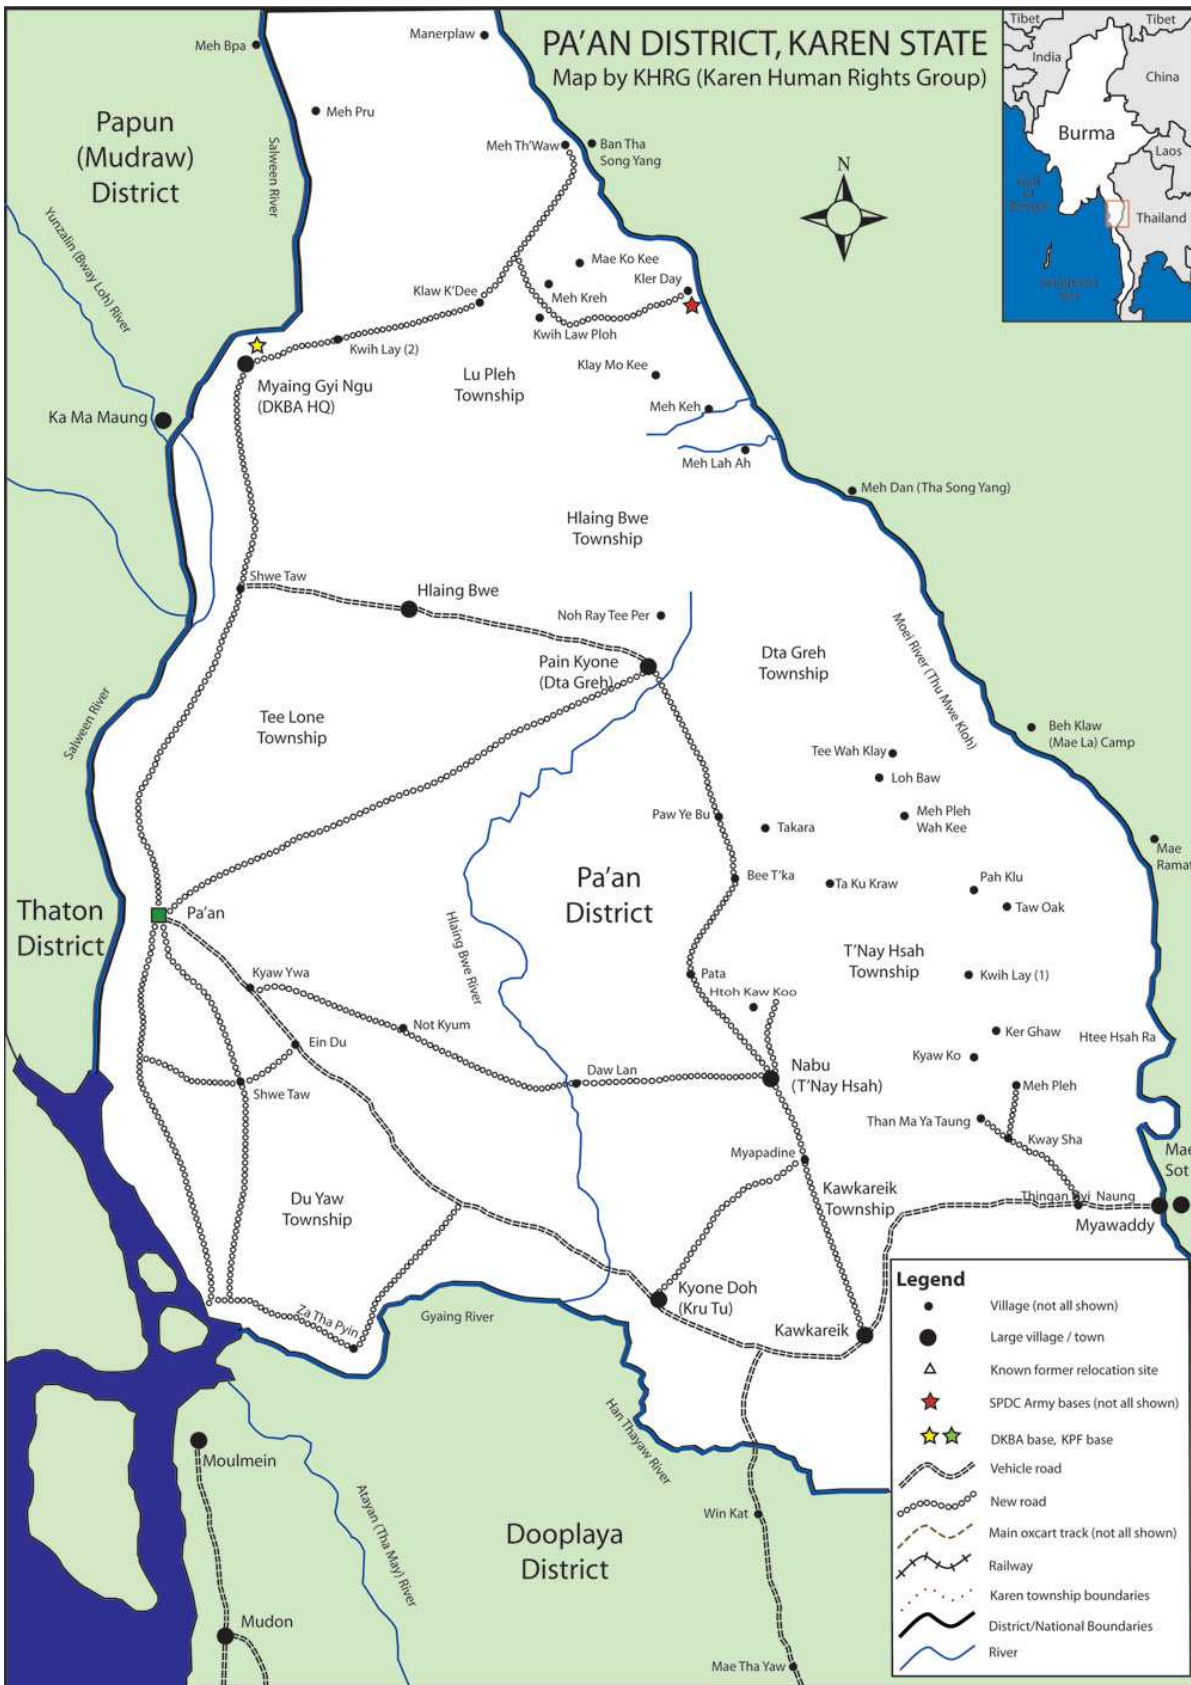 PA'AN DISTRICT, KAREN STATE
Map by KHRG (Karen Human Rights Group)
Tibet
Tibet
India
China
Burma
Laos
Thailand
N
Meh Bpa
Manerplaw
Meh Pru
Papun
(Mudraw)
District
Salween River
Meh Th'Waw
Ban Tha
Song Yang
Yunzalin (Bway Loh) River
Mae Ko Kee
Kler Day
Klaw K'Dee
Meh Kreh
Kwih Law Ploh
Kwih Lay (2)
Klay Mo Kee
Lu Pleh
Township
Myaing Gyi Ngu
(DKBA HQ)
Ka Ma Maung
Meh Keh
Meh Lah Ah
Meh Dan (Tha Song Yang)
Hlaing Bwe
Township
Shwe Taw
Hlaing Bwe
Noh Ray Tee Per
Pain Kyone
(Dta Greh)
Dta Greh
Township
Moei River (Thu Mwe Kloh)
Salween River
Tee Lone
Township
Beh Klaw
(Mae La) Camp
Tee Wah Klay
Loh Baw
Paw Ye Bu
Takara
Meh Pleh
Wah Kee
Mae
Ramat
Bee T'ka
Ta Ku Kraw
Pah Klu
Taw Oak
Pa'an
District
Thaton
District
Pa'an
Hlaing Bwe River
T'Nay Hsah
Township
Kyaw Ywa
Pata
Kwih Lay (1)
Htoh Kaw Koo
Not Kyum
Ein Du
Ker Ghaw
Htee Hsah Ra
Kyaw Ko
Daw Lan
Nabu
(T'Nay Hsah)
Shwe Taw
Meh Pleh
Than Ma Ya Taung
Kway Sha
Myapadine
Mae
Sot
Du Yaw
Township
Kawkareik
Township
Thingan Nyi Naung
Myawaddy
Kyone Doh
(Kru Tu)
Za Tha Pyin
Gyaing River
Kawkareik
Han Thayaw River
Moulmein
Atayan (Tha May) River
Win Kat
Dooplaya
District
Mudon
Mae Tha Yaw
Legend
Village (not all shown)
Large village / town
Known former relocation site
SPDC Army bases (not all shown)
DKBA base, KPF base
Vehicle road
New road
Main oxcart track (not all shown)
Railway
Karen township boundaries
District/National Boundaries
River